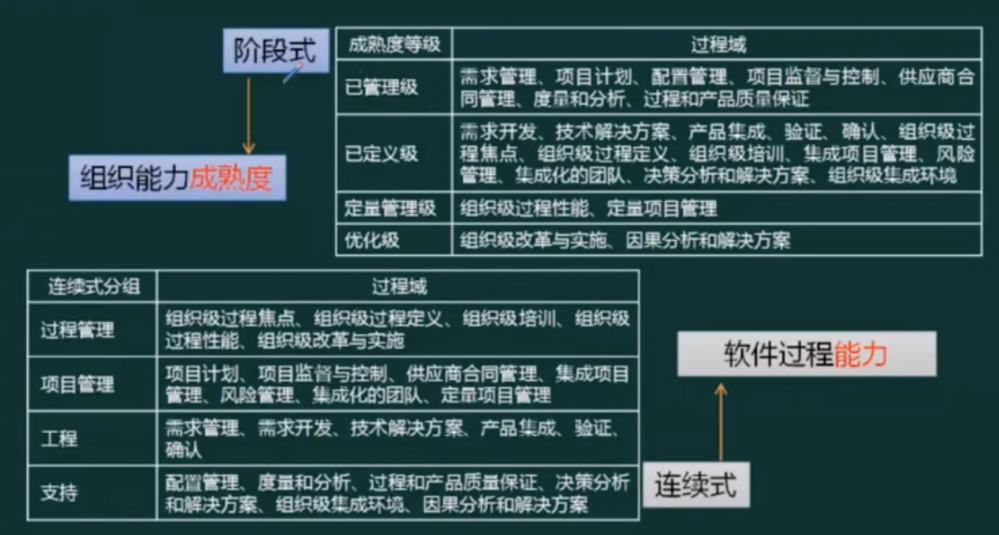 阶段式
组织能力成熟度
成熟度等级 过程域
已管理级 需求管理、项目计划、配置管理、项目监督与控制、供应商合
同管理、度量和分析、过程和产品质量保证
已定义级 需求开发、技术解决方案、产品集成、验证、确认、组织级过
程焦点、组织级过程定义、组织级培训、集成项目管理、风险
管理、集成化的团队、决策分析和解决方案、组织级集成环境
定量管理级 组织级过程性能、定量项目管理
优化级 组织级改革与实施、因果分析和解决方案
连续式分组 过程域
过程管理 组织级过程焦点、组织级过程定义、组织级培训、组织级
过程性能、组织级改革与实施
项目管理 项目计划、项目监督与控制、供应商合同管理、集成项目
管理、风险管理、集成化的团队、定量项目管理
工程 需求管理、需求开发、技术解决方案、产品集成、验证、
确认
支持 配置管理、度量和分析、过程和产品质量保证、决策分析
和解决方案、组织级集成环境、因果分析和解决方案
软件过程能力
连续式